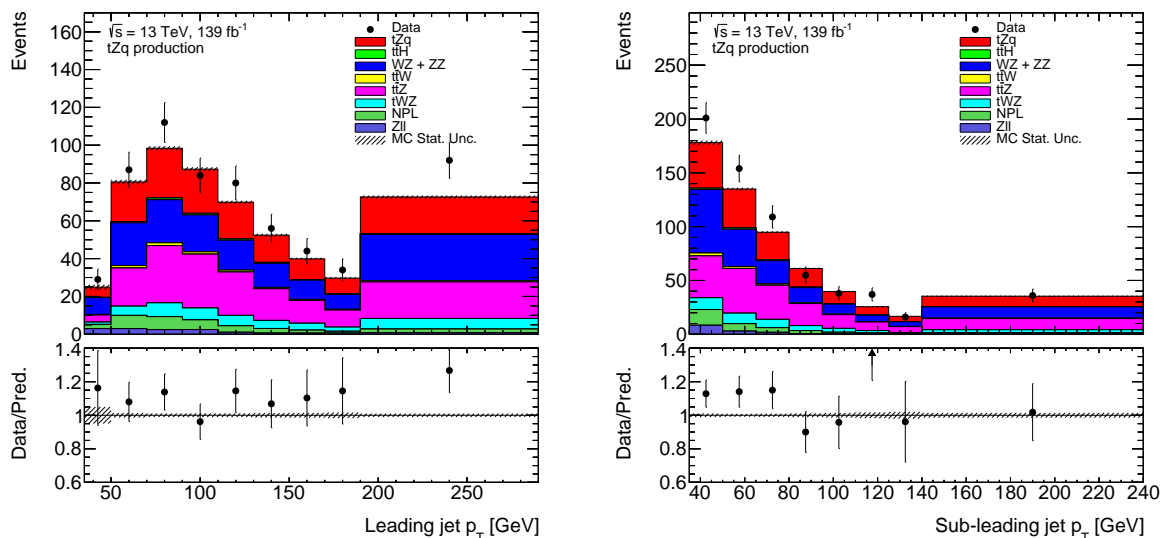 Events
√s = 13 TeV, 139 fb⁻¹
tZq production
Data
tZq
tt̄H
WZ + ZZ
tt̄W
tt̄Z
tWZ
NPL
Zll
MC Stat. Unc.
160
140
120
100
80
60
40
20
0
Data/Pred.
1.4
1.2
1
0.8
0.6
50 100 150 200 250
Leading jet p_T [GeV]
Events
√s = 13 TeV, 139 fb⁻¹
tZq production
Data
tZq
tt̄H
WZ + ZZ
tt̄W
tt̄Z
tWZ
NPL
Zll
MC Stat. Unc.
250
200
150
100
50
0
Data/Pred.
1.4
1.2
1
0.8
0.6
40 60 80 100 120 140 160 180 200 220 240
Sub-leading jet p_T [GeV]